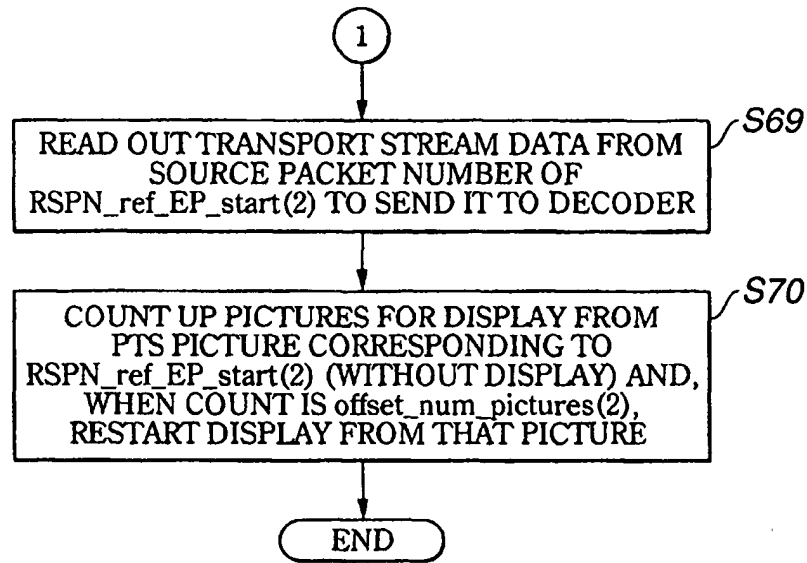 1
S69
READ OUT TRANSPORT STREAM DATA FROM
SOURCE PACKET NUMBER OF
RSPN_ref_EP_start(2) TO SEND IT TO DECODER
S70
COUNT UP PICTURES FOR DISPLAY FROM
PTS PICTURE CORRESPONDING TO
RSPN_ref_EP_start(2) (WITHOUT DISPLAY) AND,
WHEN COUNT IS offset_num_pictures(2),
RESTART DISPLAY FROM THAT PICTURE
END